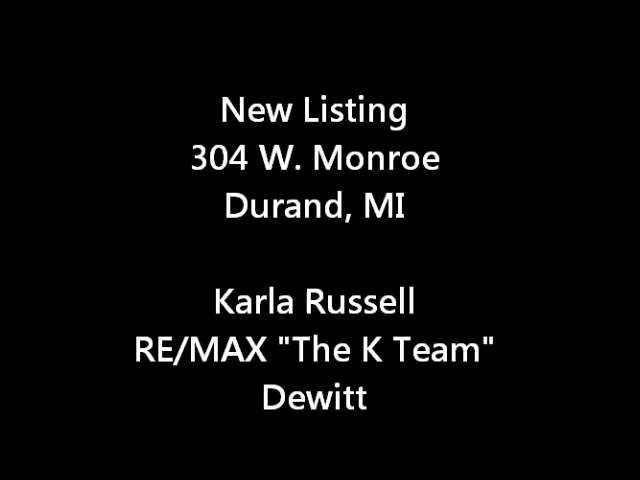 New Listing
304 W. Monroe
Durand, MI
Karla Russell
RE/MAX "The K Team"
Dewitt